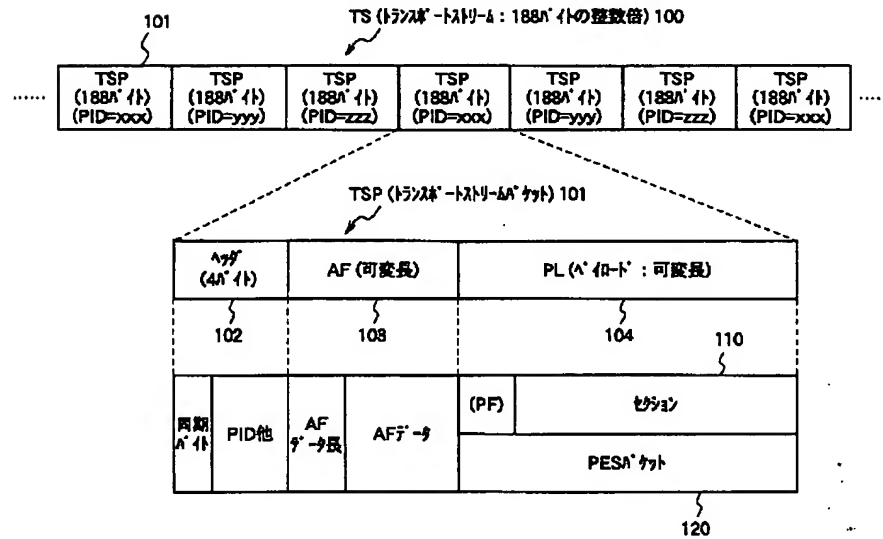 101
TS (トランスポートストリーム : 188バイトの整数倍) 100
……
TSP
(188バイト)
(PID=xxx)
TSP
(188バイト)
(PID=yyy)
TSP
(188バイト)
(PID=zzz)
TSP
(188バイト)
(PID=xxx)
TSP
(188バイト)
(PID=yyy)
TSP
(188バイト)
(PID=zzz)
TSP
(188バイト)
(PID=xxx)
……
TSP (トランスポートストリームパケット) 101
ヘッダ
(4バイト)
AF (可変長)
PL (ペイロード : 可変長)
102
103
104
110
同期
バイト
PID他
AF
データ長
AFデータ
(PF)
セクション
PESパケット
120